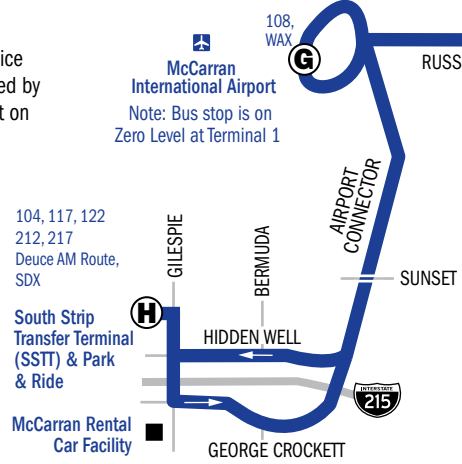 ice
ed by
t on
108,
WAX
G
RUSS
McCarran
International Airport
Note: Bus stop is on
Zero Level at Terminal 1
AIRPORT
CONNECTOR
104, 117, 122
212, 217
Deuce AM Route,
SDX
GILESPIE
BERMUDA
SUNSET
H
South Strip
Transfer Terminal
(SSTT) & Park
& Ride
HIDDEN WELL
INTERSTATE
215
McCarran Rental
Car Facility
GEORGE CROCKETT